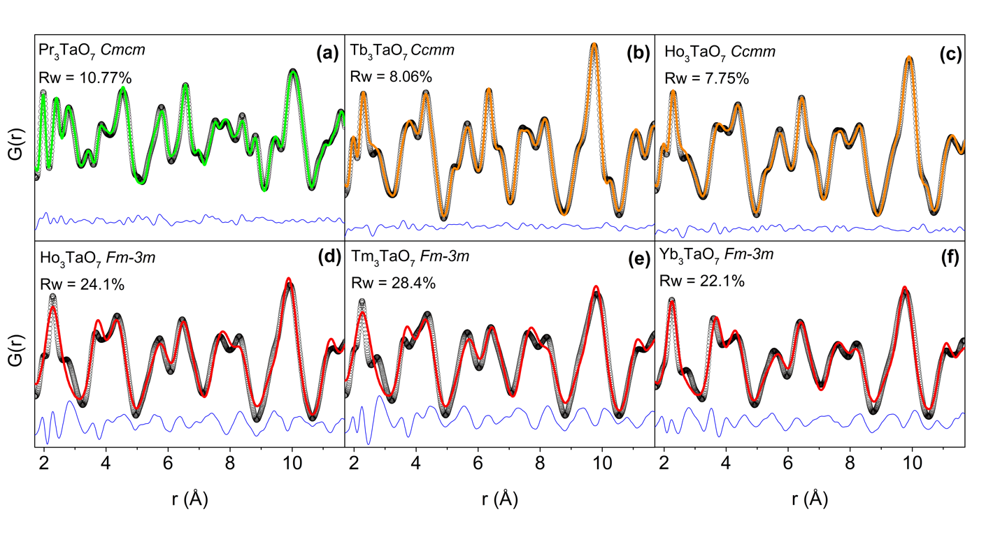 Pr3TaO7 Cmcm (a)
Rw = 10.77%
Tb3TaO7 Ccmm (b)
Rw = 8.06%
Ho3TaO7 Ccmm (c)
Rw = 7.75%
G(r)
Ho3TaO7 Fm-3m (d)
Rw = 24.1%
Tm3TaO7 Fm-3m (e)
Rw = 28.4%
Yb3TaO7 Fm-3m (f)
Rw = 22.1%
G(r)
2 4 6 8 10 2 4 6 8 10 2 4 6 8 10
r (Å) r (Å) r (Å)